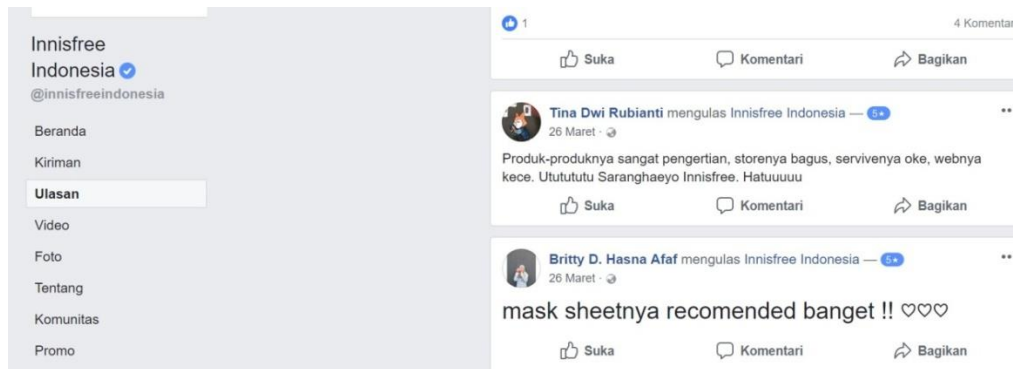 Innisfree
Indonesia
@innisfreeindonesia
Beranda
Kiriman
Ulasan
Video
Foto
Tentang
Komunitas
Promo
1
4 Komentar
Suka Komentari Bagikan
Tina Dwi Rubianti mengulas Innisfree Indonesia — 5★
26 Maret ·
Produk-produknya sangat pengertian, storenya bagus, servivenya oke, webnya
kece. Ututututu Saranghaeyo Innisfree. Hatuuuuu
Suka Komentari Bagikan
Britty D. Hasna Afaf mengulas Innisfree Indonesia — 5★
26 Maret ·
mask sheetnya recomended banget !! ♡♡♡
Suka Komentari Bagikan